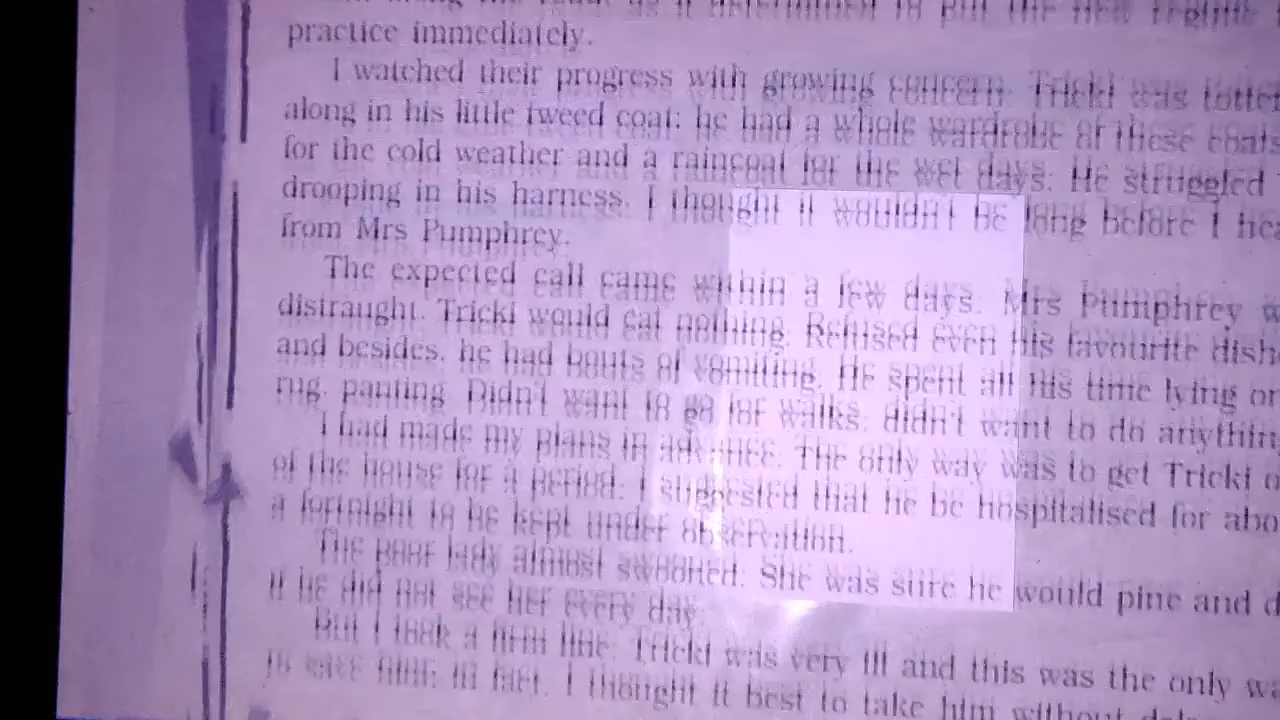 practice immediately.
I watched their progress with growing concern. Tricki was totter
along in his little tweed coat; he had a whole wardrobe of these coats
for the cold weather and a raincoat for the wet days. He struggled
drooping in his harness. I thought it wouldn't be long before I hea
from Mrs Pumphrey.
The expected call came within a few days. Mrs Pumphrey w
distraught. Tricki would eat nothing. Refused even his favourite dish
and besides, he had bouts of vomiting. He spent all his time lying on
rug, panting. Didn't want to go for walks, didn't want to do anythin
I had made my plans in advance. The only way was to get Tricki o
of the house for a period. I suggested that he be hospitalised for abo
a fortnight to be kept under observation.
The poor lady almost swooned. She was sure he would pine and d
if he did not see her every day.
But I took a firm line. Tricki was very ill and this was the only wa
to save him; in fact, I thought it best to take him without